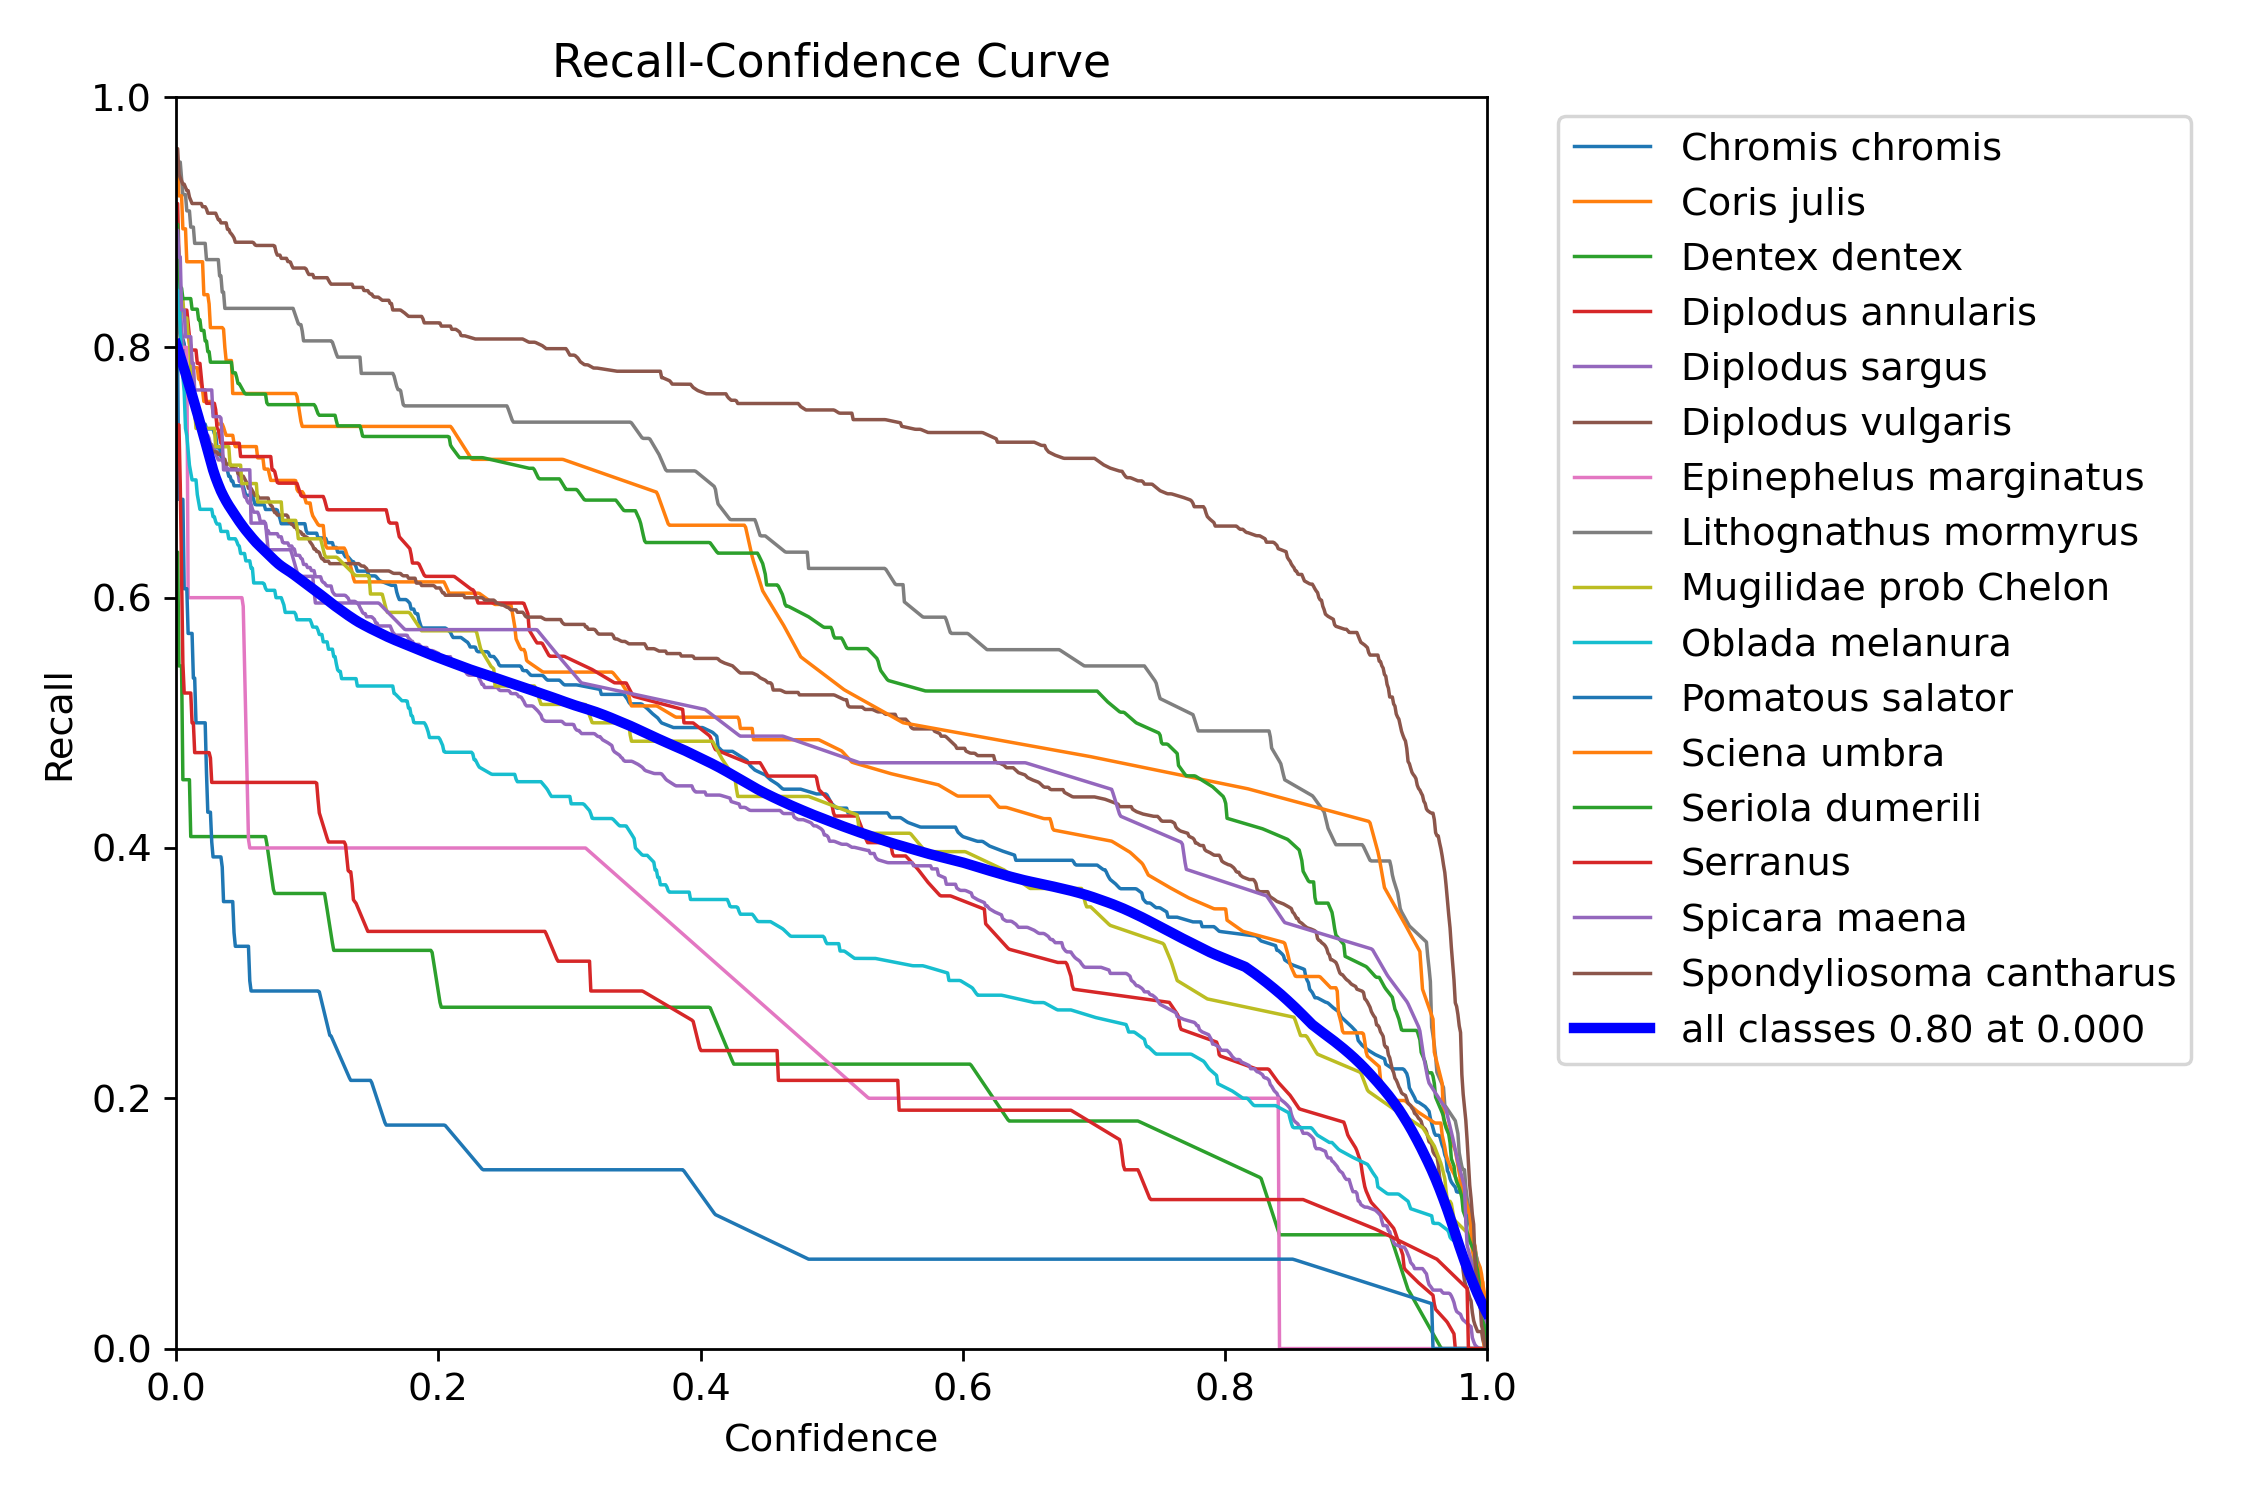 Recall-Confidence Curve
1.0
0.8
0.6
0.4
0.2
0.0
Recall
0.0 0.2 0.4 0.6 0.8 1.0
Confidence
Chromis chromis
Coris julis
Dentex dentex
Diplodus annularis
Diplodus sargus
Diplodus vulgaris
Epinephelus marginatus
Lithognathus mormyrus
Mugilidae prob Chelon
Oblada melanura
Pomatous salator
Sciena umbra
Seriola dumerili
Serranus
Spicara maena
Spondyliosoma cantharus
all classes 0.80 at 0.000